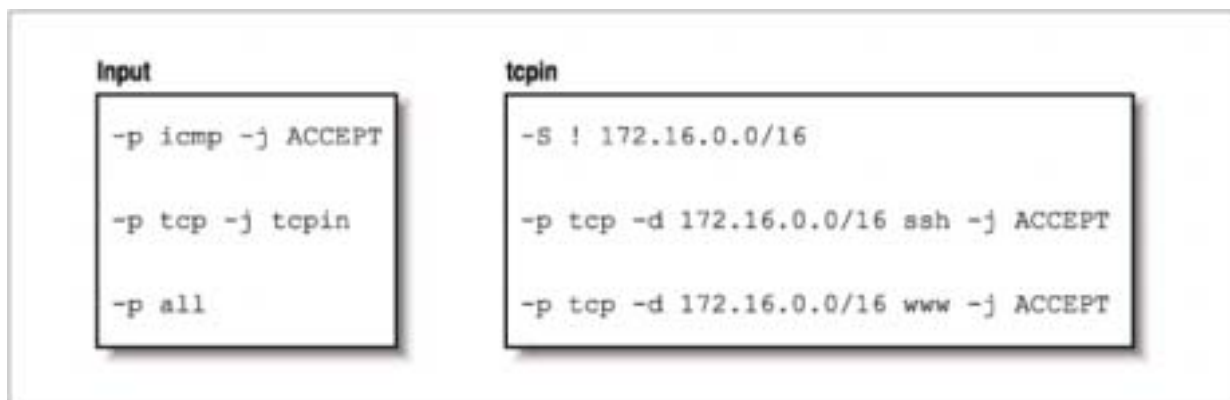 Input
-p icmp -j ACCEPT
-p tcp -j tcpin
-p all
tcpin
-S ! 172.16.0.0/16
-p tcp -d 172.16.0.0/16 ssh -j ACCEPT
-p tcp -d 172.16.0.0/16 www -j ACCEPT